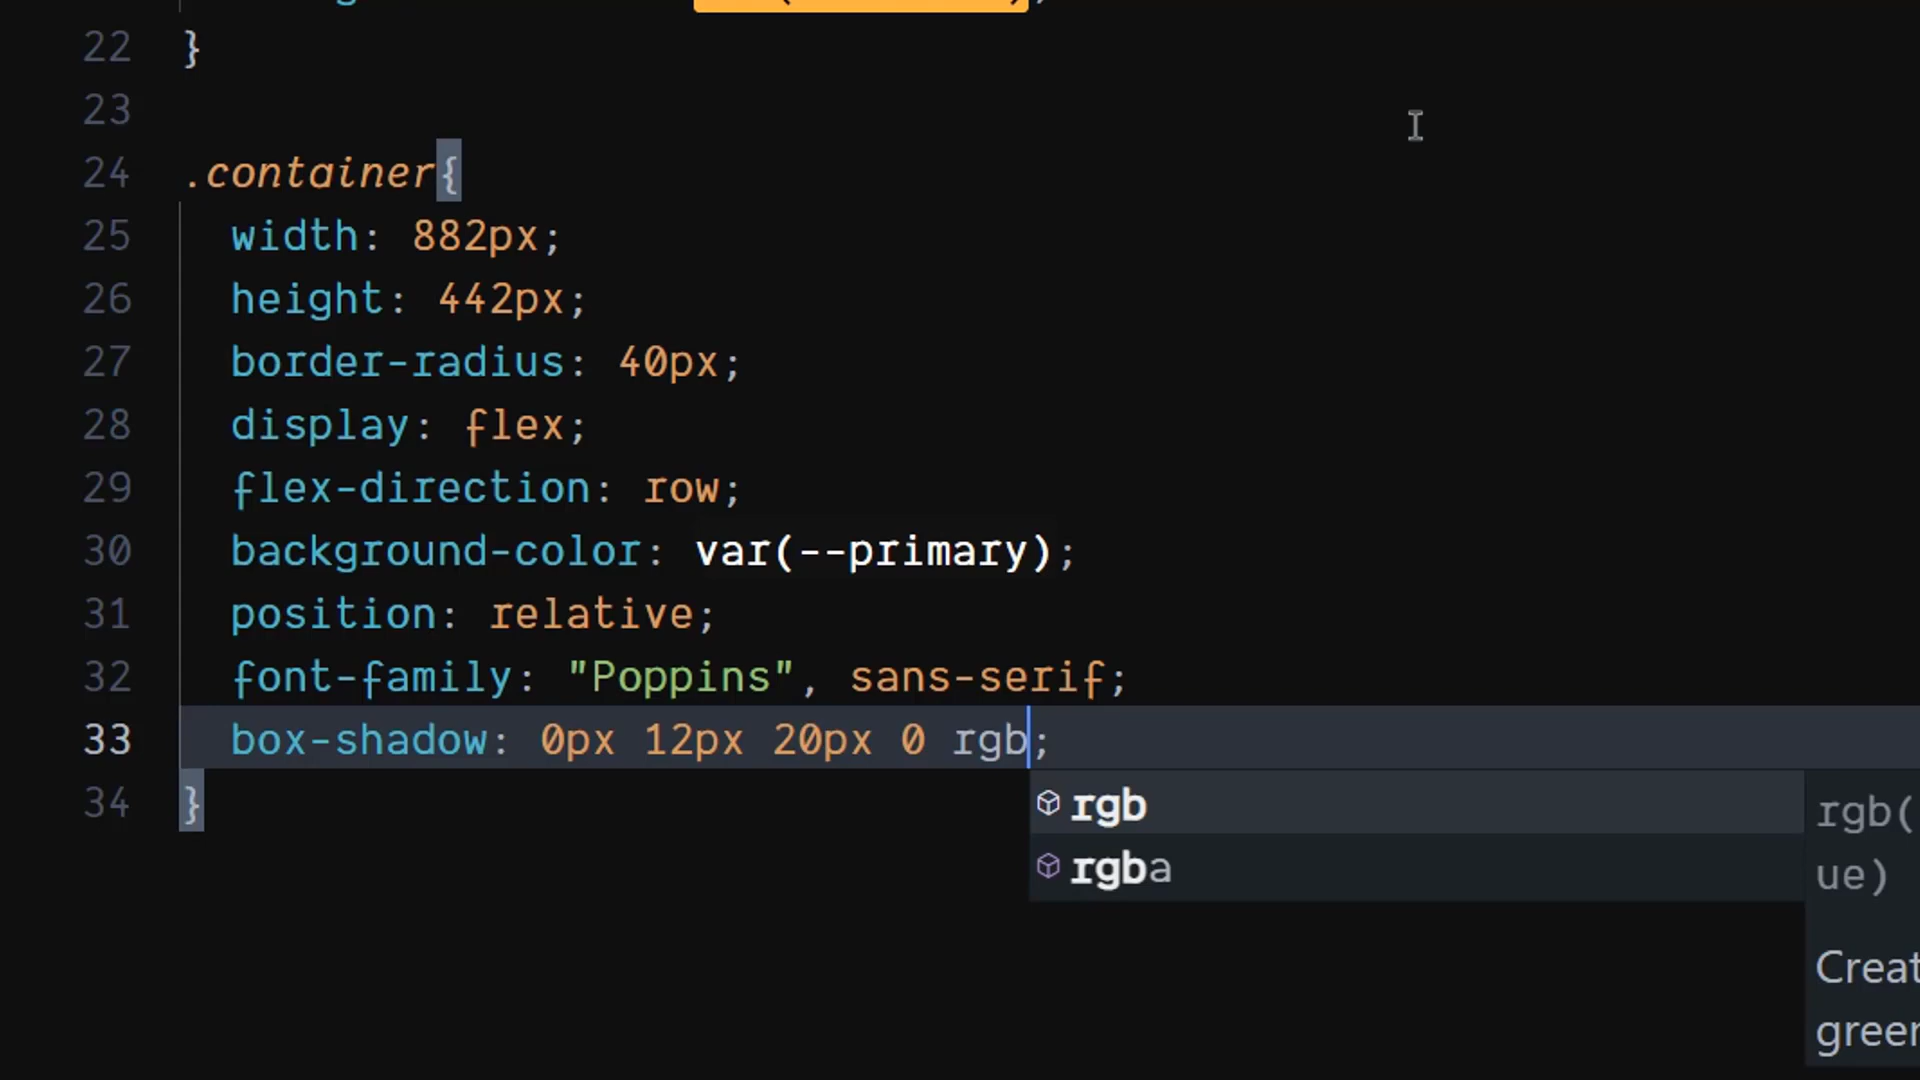 22 }
23
24 .container{
25 width: 882px;
26 height: 442px;
27 border-radius: 40px;
28 display: flex;
29 flex-direction: row;
30 background-color: var(--primary);
31 position: relative;
32 font-family: "Poppins", sans-serif;
33 box-shadow: 0px 12px 20px 0 rgb;
34 }
rgb
rgba
rgb(
ue)
Creat
green